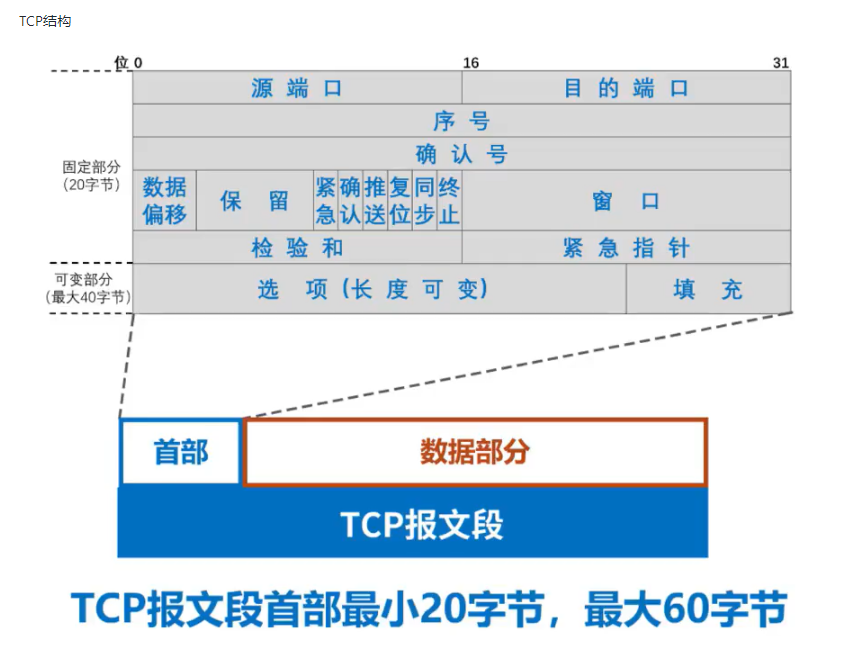 TCP结构
位 0 16 31
源端口 目的端口
序号
确认号
固定部分
(20字节)
数据偏移 保留 紧急 确认 推送 复位 同步 终止 窗口
检验和 紧急指针
可变部分
(最大40字节)
选项(长度可变) 填充
首部 数据部分
TCP报文段
TCP报文段首部最小20字节，最大60字节